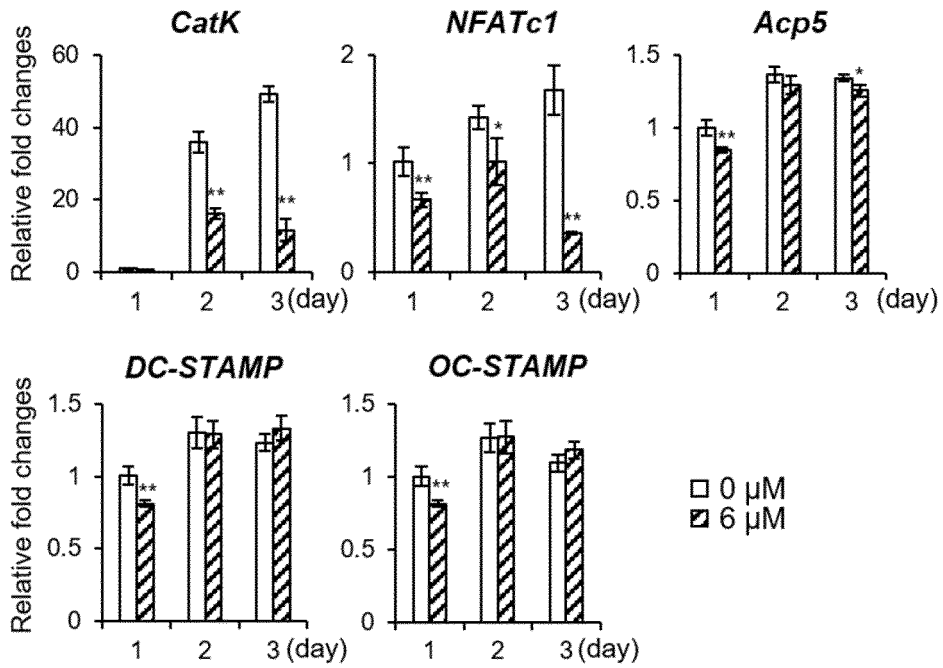 CatK
NFATc1
Acp5
Relative fold changes
60
40
20
0
**
**
1 2 3 (day)
2
1
0
**
*
**
1 2 3 (day)
1.5
1
0.5
0
**
*
1 2 3 (day)
DC-STAMP
OC-STAMP
Relative fold changes
1.5
1
0.5
0
**
1 2 3 (day)
1.5
1
0.5
0
**
1 2 3 (day)
0 µM
6 µM